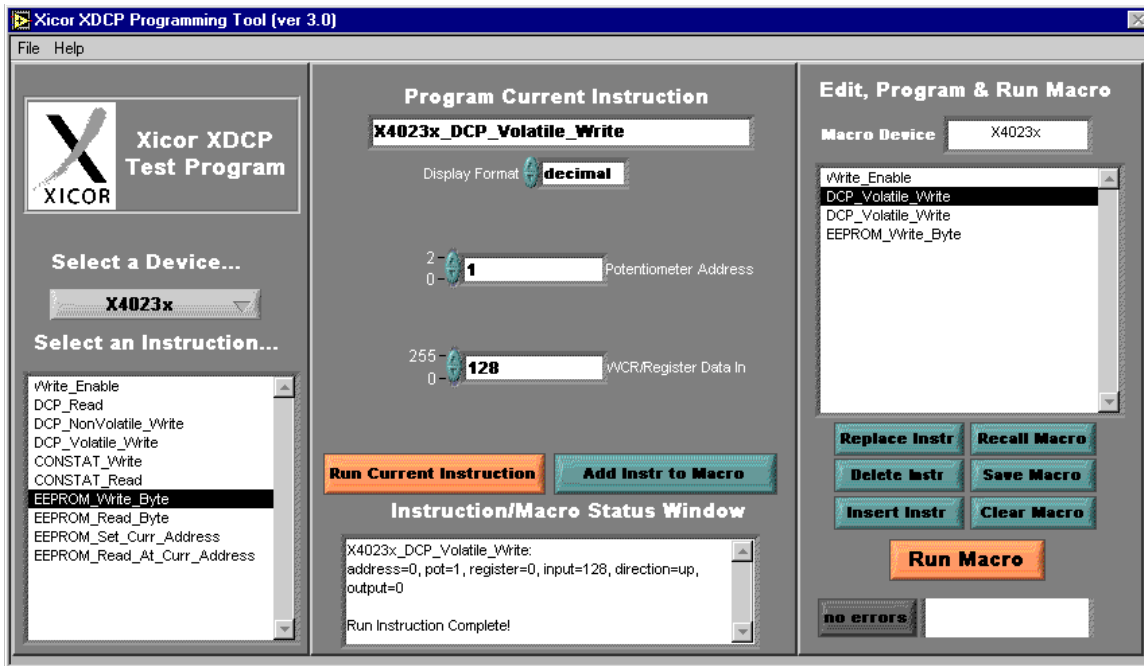 Xicor XDCP Programming Tool (ver 3.0)
File Help
XICOR
Xicor XDCP
Test Program
Select a Device...
X4023x
Select an Instruction...
Write_Enable
DCP_Read
DCP_NonVolatile_Write
DCP_Volatile_Write
CONSTAT_Write
CONSTAT_Read
EEPROM_Write_Byte
EEPROM_Read_Byte
EEPROM_Set_Curr_Address
EEPROM_Read_At_Curr_Address
Program Current Instruction
X4023x_DCP_Volatile_Write
Display Format decimal
2
0
1 Potentiometer Address
255
0
128 WCR/Register Data In
Run Current Instruction Add Instr to Macro
Instruction/Macro Status Window
X4023x_DCP_Volatile_Write:
address=0, pot=1, register=0, input=128, direction=up,
output=0
Run Instruction Complete!
Edit, Program & Run Macro
Macro Device X4023x
Write_Enable
DCP_Volatile_Write
DCP_Volatile_Write
EEPROM_Write_Byte
Replace Instr Recall Macro
Delete Instr Save Macro
Insert Instr Clear Macro
Run Macro
no errors